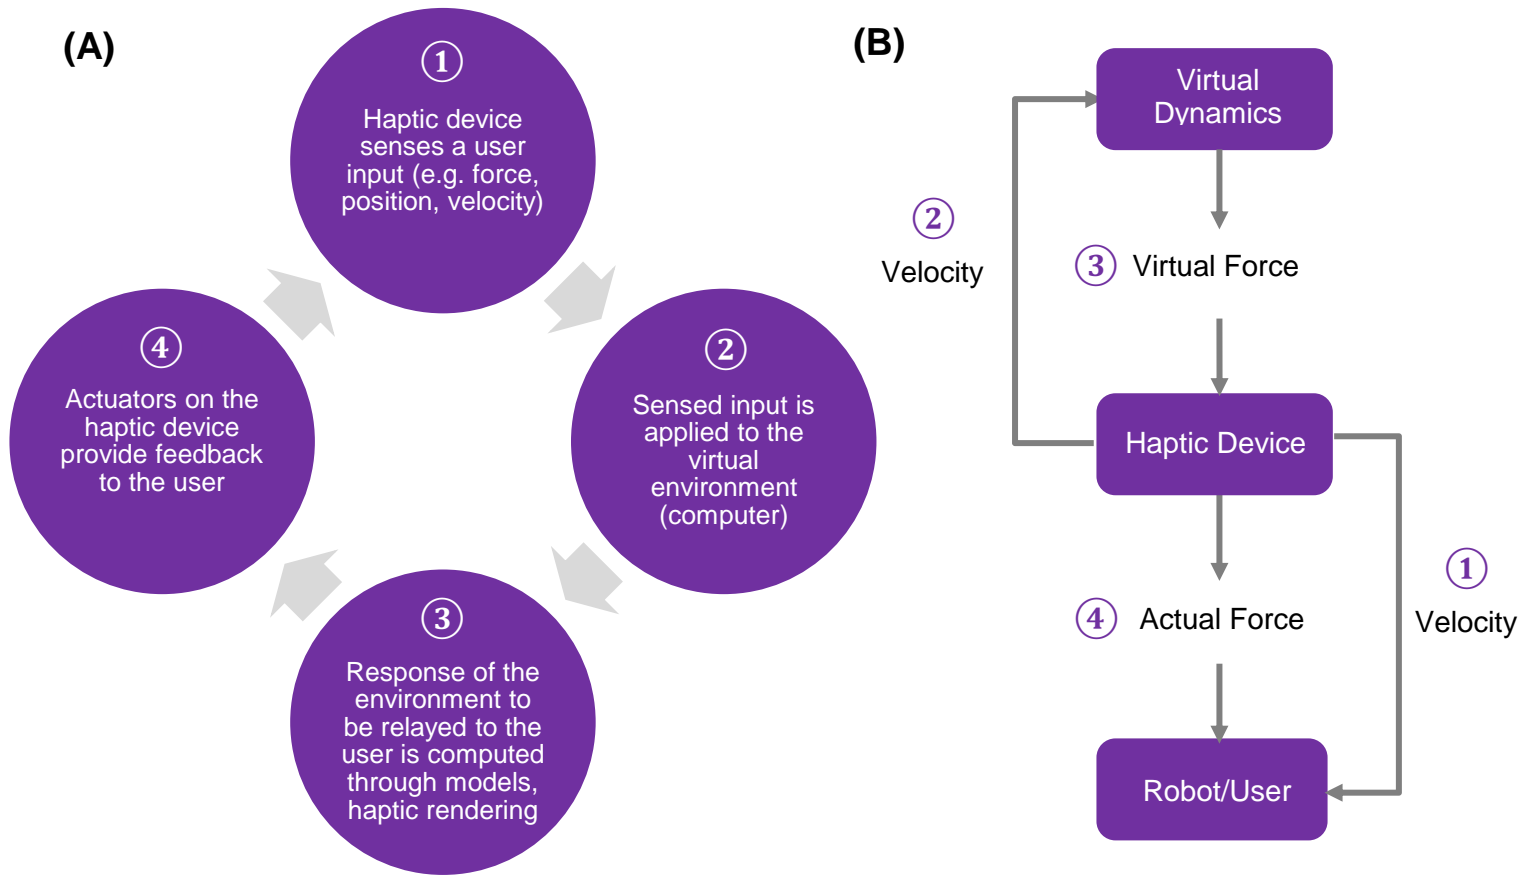 (A)
①
Haptic device
senses a user
input (e.g. force,
position, velocity)
②
Sensed input is
applied to the
virtual
environment
(computer)
③
Response of the
environment to
be relayed to the
user is computed
through models,
haptic rendering
④
Actuators on the
haptic device
provide feedback
to the user
(B)
Virtual
Dynamics
②
Velocity
③ Virtual Force
Haptic Device
①
Velocity
④ Actual Force
Robot/User